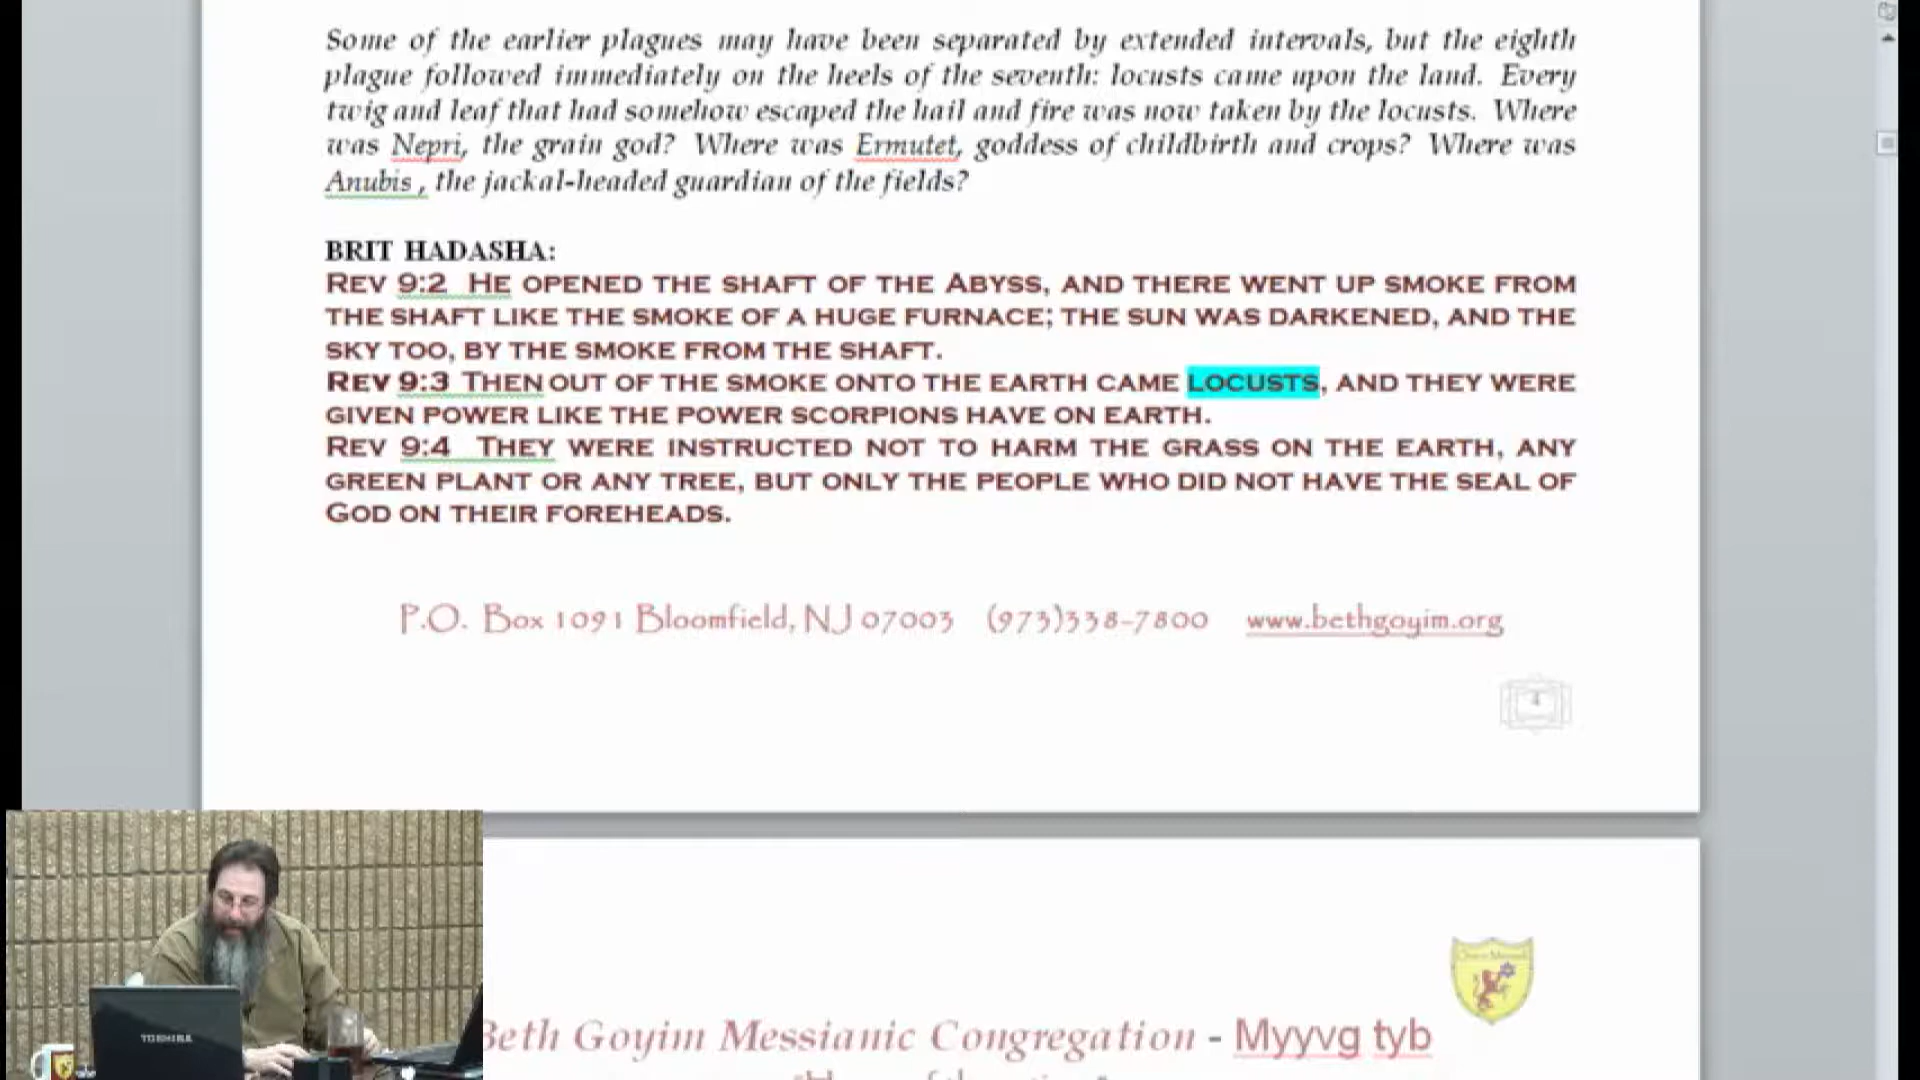 Some of the earlier plagues may have been separated by extended intervals, but the eighth
plague followed immediately on the heels of the seventh: locusts came upon the land. Every
twig and leaf that had somehow escaped the hail and fire was now taken by the locusts. Where
was Nepri, the grain god? Where was Ermutet, goddess of childbirth and crops? Where was
Anubis , the jackal-headed guardian of the fields?
BRIT HADASHA:
REV 9:2 HE OPENED THE SHAFT OF THE ABYSS, AND THERE WENT UP SMOKE FROM
THE SHAFT LIKE THE SMOKE OF A HUGE FURNACE; THE SUN WAS DARKENED, AND THE
SKY TOO, BY THE SMOKE FROM THE SHAFT.
REV 9:3 THEN OUT OF THE SMOKE ONTO THE EARTH CAME LOCUSTS, AND THEY WERE
GIVEN POWER LIKE THE POWER SCORPIONS HAVE ON EARTH.
REV 9:4 THEY WERE INSTRUCTED NOT TO HARM THE GRASS ON THE EARTH, ANY
GREEN PLANT OR ANY TREE, BUT ONLY THE PEOPLE WHO DID NOT HAVE THE SEAL OF
GOD ON THEIR FOREHEADS.
P.O. Box 1091 Bloomfield, NJ 07003 (973)338-7800 www.bethgoyim.org
4
TOSHIBA
Beth Goyim Messianic Congregation - Myyvg tyb